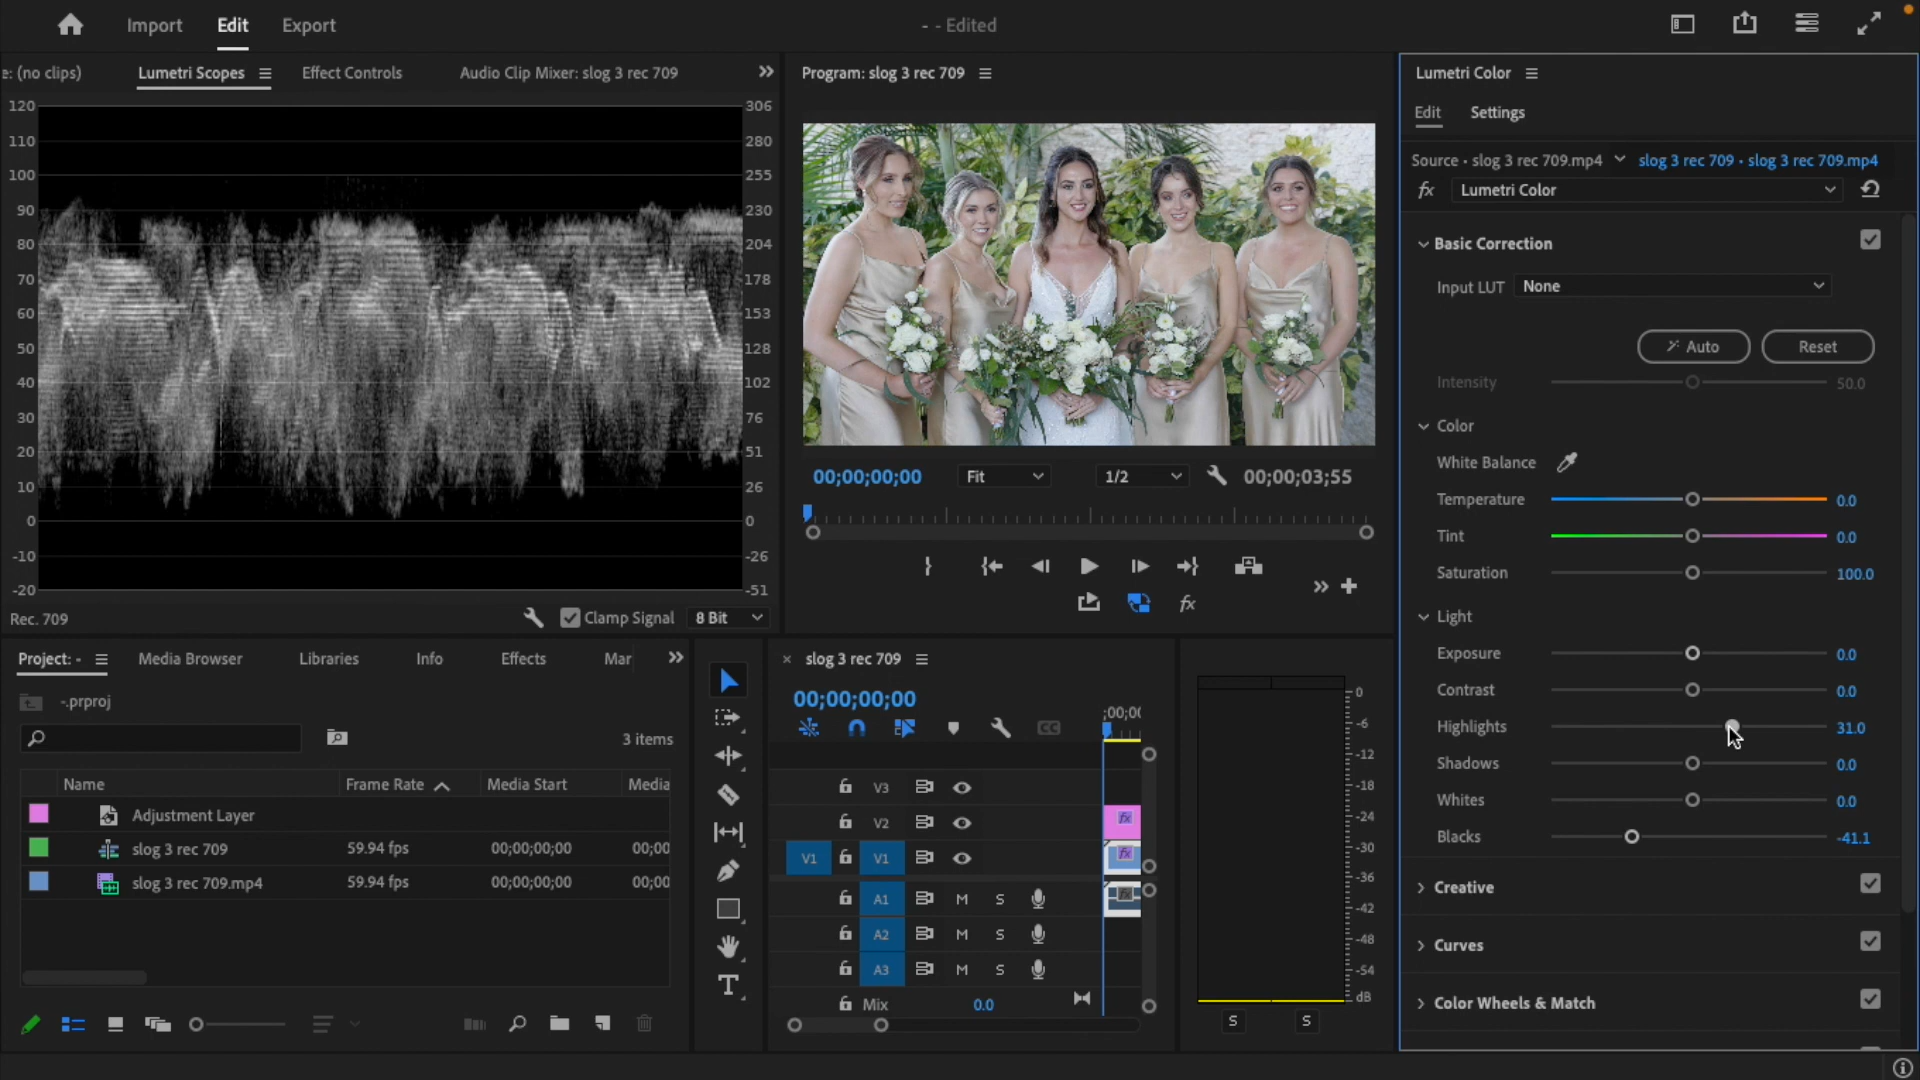 Import Edit Export - - Edited
e: (no clips) Lumetri Scopes Effect Controls Audio Clip Mixer: slog 3 rec 709
120 306
110 280
100 255
90 230
80 204
70 178
60 153
50 128
40 102
30 76
20 51
10 26
0 0
-10 -26
-20 -51
Rec. 709 Clamp Signal 8 Bit
Program: slog 3 rec 709
00;00;00;00 Fit 1/2 00;00;03;55
fx
Lumetri Color
Edit Settings
Source • slog 3 rec 709.mp4 slog 3 rec 709 • slog 3 rec 709.mp4
fx Lumetri Color
Basic Correction
Input LUT None
Auto Reset
Intensity 50.0
Color
White Balance
Temperature 0.0
Tint 0.0
Saturation 100.0
Light
Exposure 0.0
Contrast 0.0
Highlights 31.0
Shadows 0.0
Whites 0.0
Blacks -41.1
Creative
Curves
Color Wheels & Match
Project: - Media Browser Libraries Info Effects Mar
-.prproj
3 items
Name Frame Rate Media Start Media
Adjustment Layer
slog 3 rec 709 59.94 fps 00;00;00;00 00;00
slog 3 rec 709.mp4 59.94 fps 00;00;00;00 00;00
T
× slog 3 rec 709
00;00;00;00
;00;00
CC
V3
V2 fx
V1 V1 fx
A1 M S fx
A2 M S
A3 M S
Mix 0.0
0
-6
-12
-18
-24
-30
-36
-42
-48
-54
dB
S S